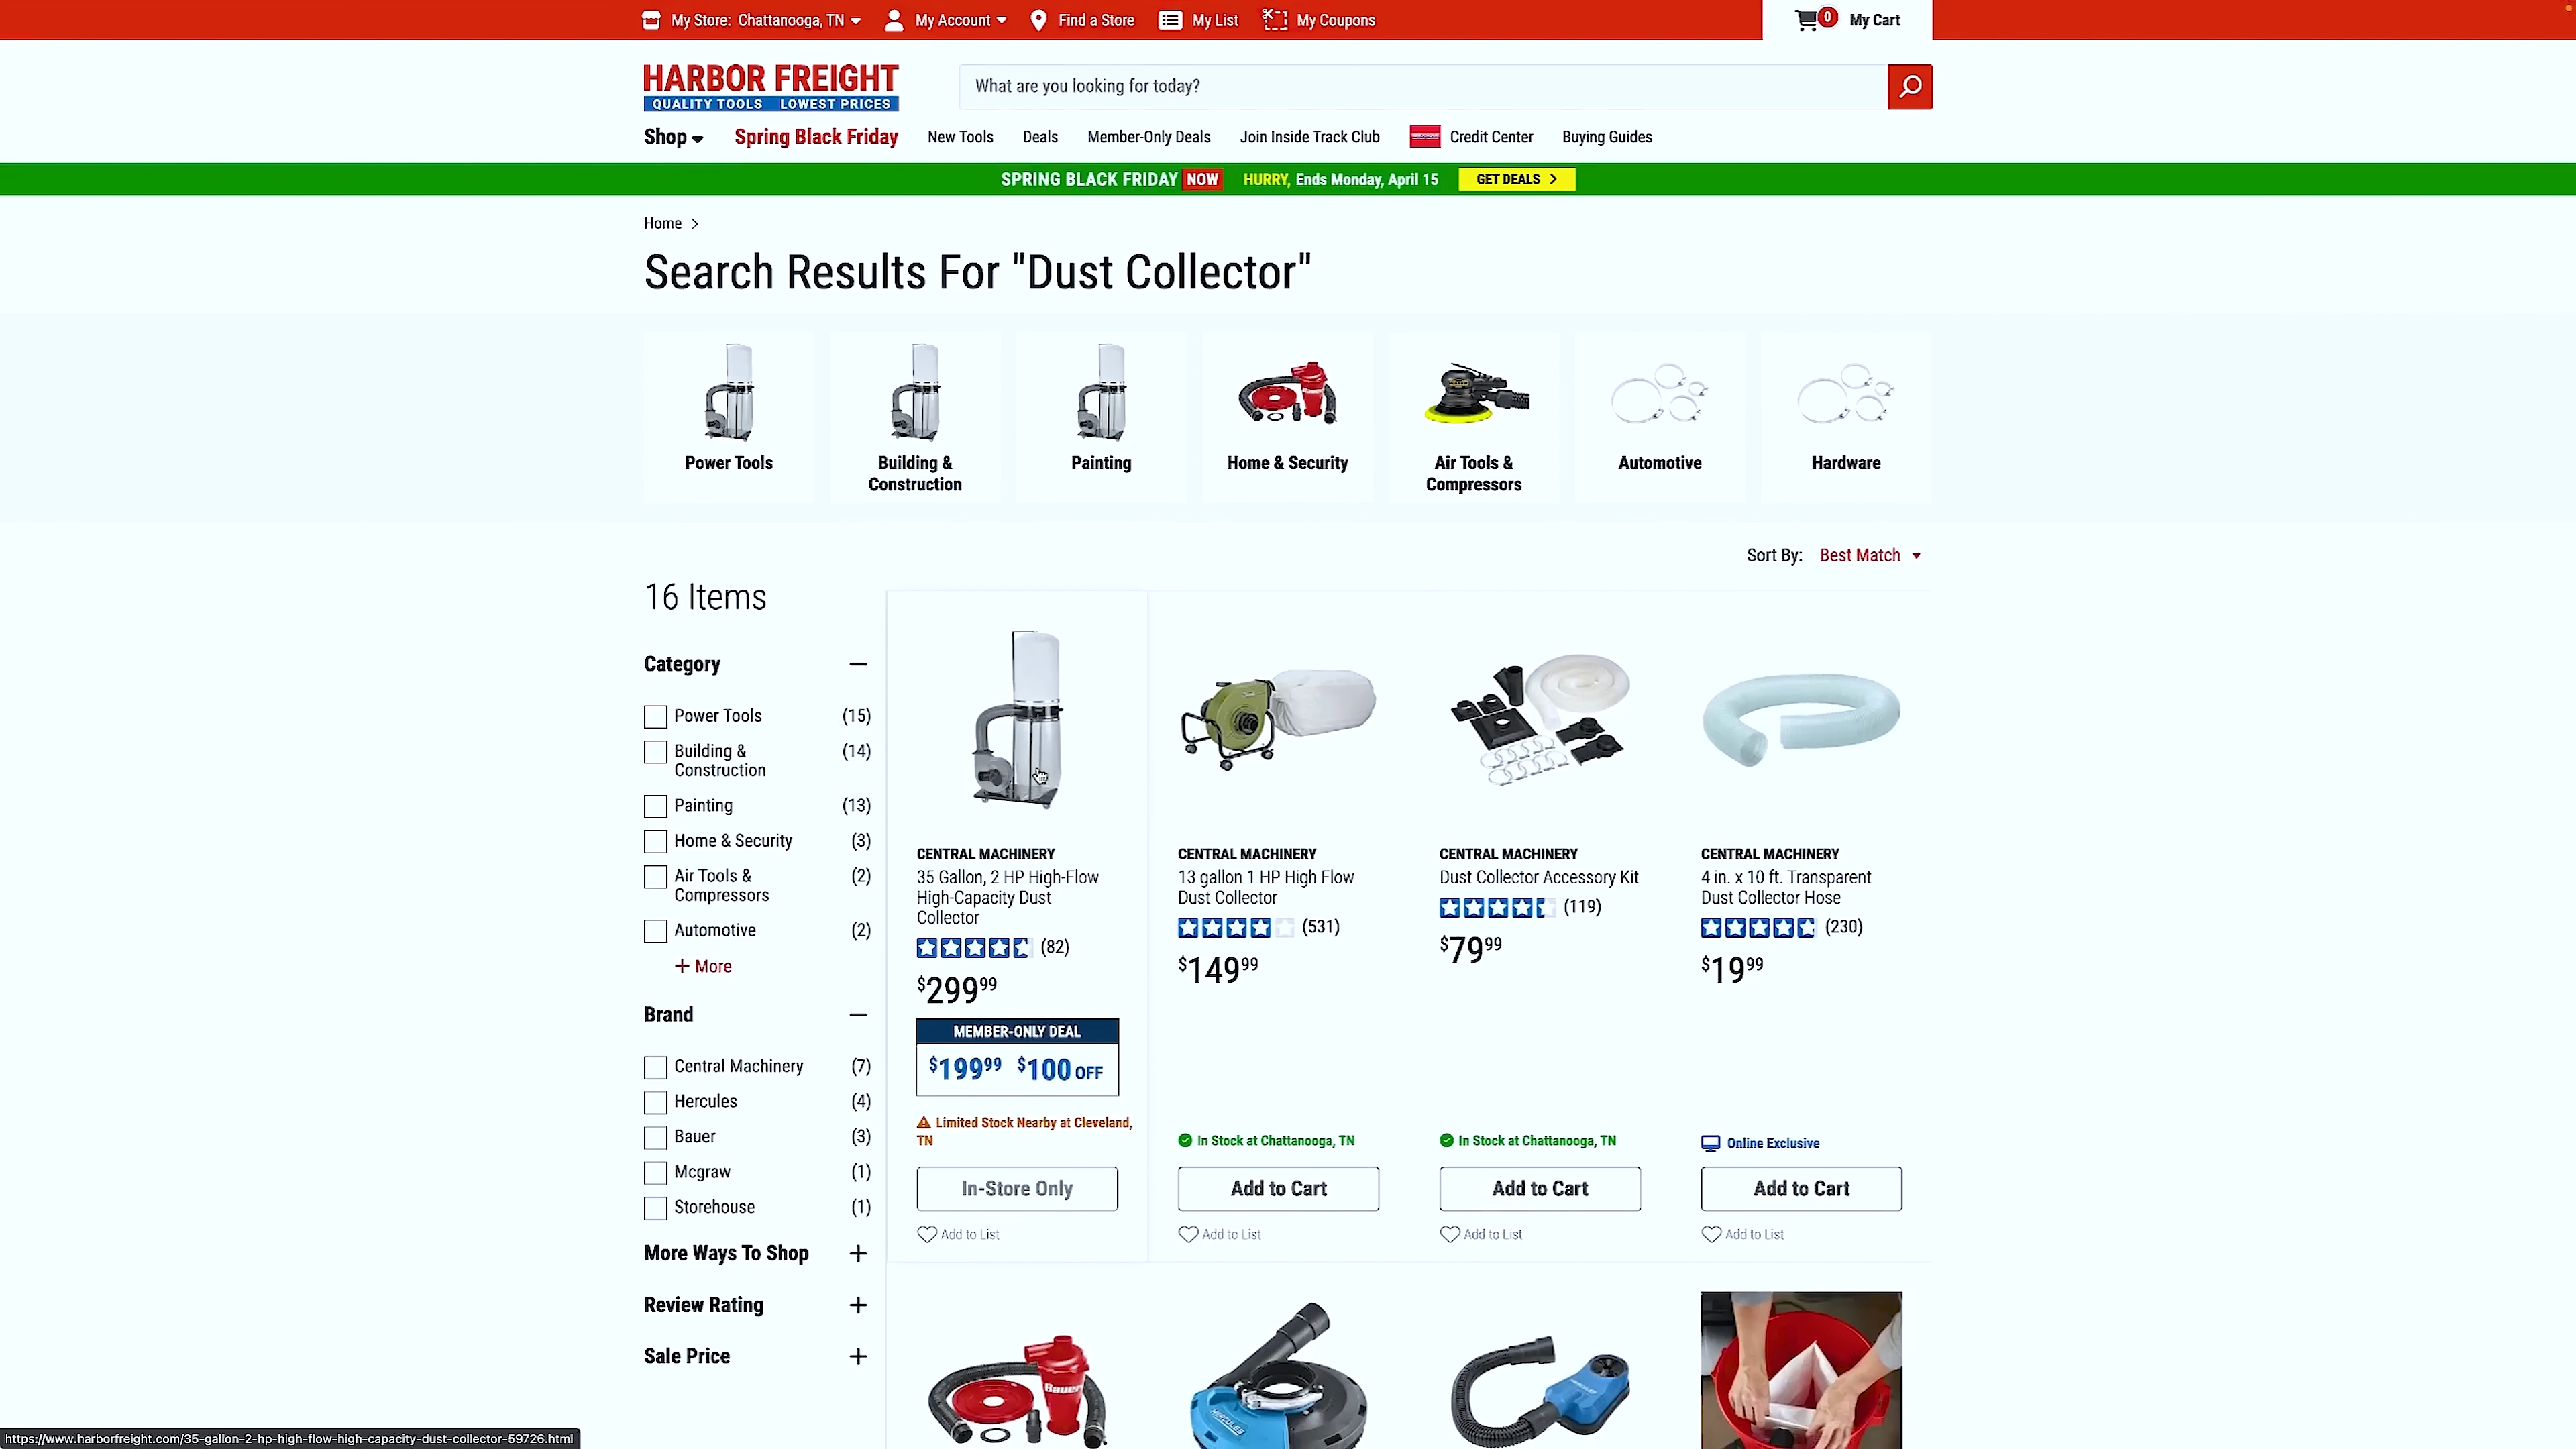 My Store: Chattanooga, TN My Account Find a Store My List My Coupons 0 My Cart
HARBOR FREIGHT
QUALITY TOOLS LOWEST PRICES
What are you looking for today?
Shop Spring Black Friday New Tools Deals Member-Only Deals Join Inside Track Club Credit Center Buying Guides
SPRING BLACK FRIDAY NOW HURRY, Ends Monday, April 15 GET DEALS >
Home >
Search Results For "Dust Collector"
Power Tools
Building &
Construction
Painting
Home & Security
Air Tools &
Compressors
Automotive
Hardware
Sort By: Best Match
16 Items
Category
Power Tools (15)
Building & (14)
Construction
Painting (13)
Home & Security (3)
Air Tools & (2)
Compressors
Automotive (2)
+ More
Brand
Central Machinery (7)
Hercules (4)
Bauer (3)
Mcgraw (1)
Storehouse (1)
More Ways To Shop +
Review Rating +
Sale Price +
CENTRAL MACHINERY
35 Gallon, 2 HP High-Flow
High-Capacity Dust
Collector
(82)
$299.99
MEMBER-ONLY DEAL
$199.99 $100 OFF
Limited Stock Nearby at Cleveland,
TN
In-Store Only
Add to List
CENTRAL MACHINERY
13 gallon 1 HP High Flow
Dust Collector
(531)
$149.99
In Stock at Chattanooga, TN
Add to Cart
Add to List
CENTRAL MACHINERY
Dust Collector Accessory Kit
(119)
$79.99
In Stock at Chattanooga, TN
Add to Cart
Add to List
CENTRAL MACHINERY
4 in. x 10 ft. Transparent
Dust Collector Hose
(230)
$19.99
Online Exclusive
Add to Cart
Add to List
Bauer
HERCULES
https://www.harborfreight.com/35-gallon-2-hp-high-flow-high-capacity-dust-collector-59726.html